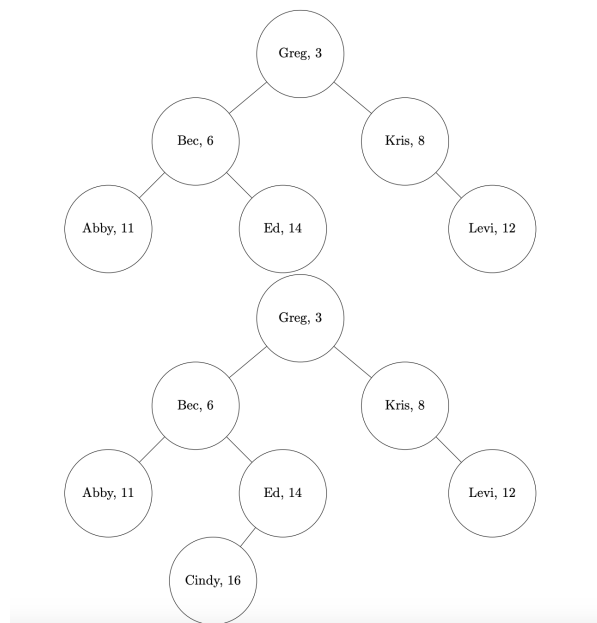 Greg, 3
Bec, 6
Kris, 8
Abby, 11
Ed, 14
Levi, 12
Greg, 3
Bec, 6
Kris, 8
Abby, 11
Ed, 14
Levi, 12
Cindy, 16